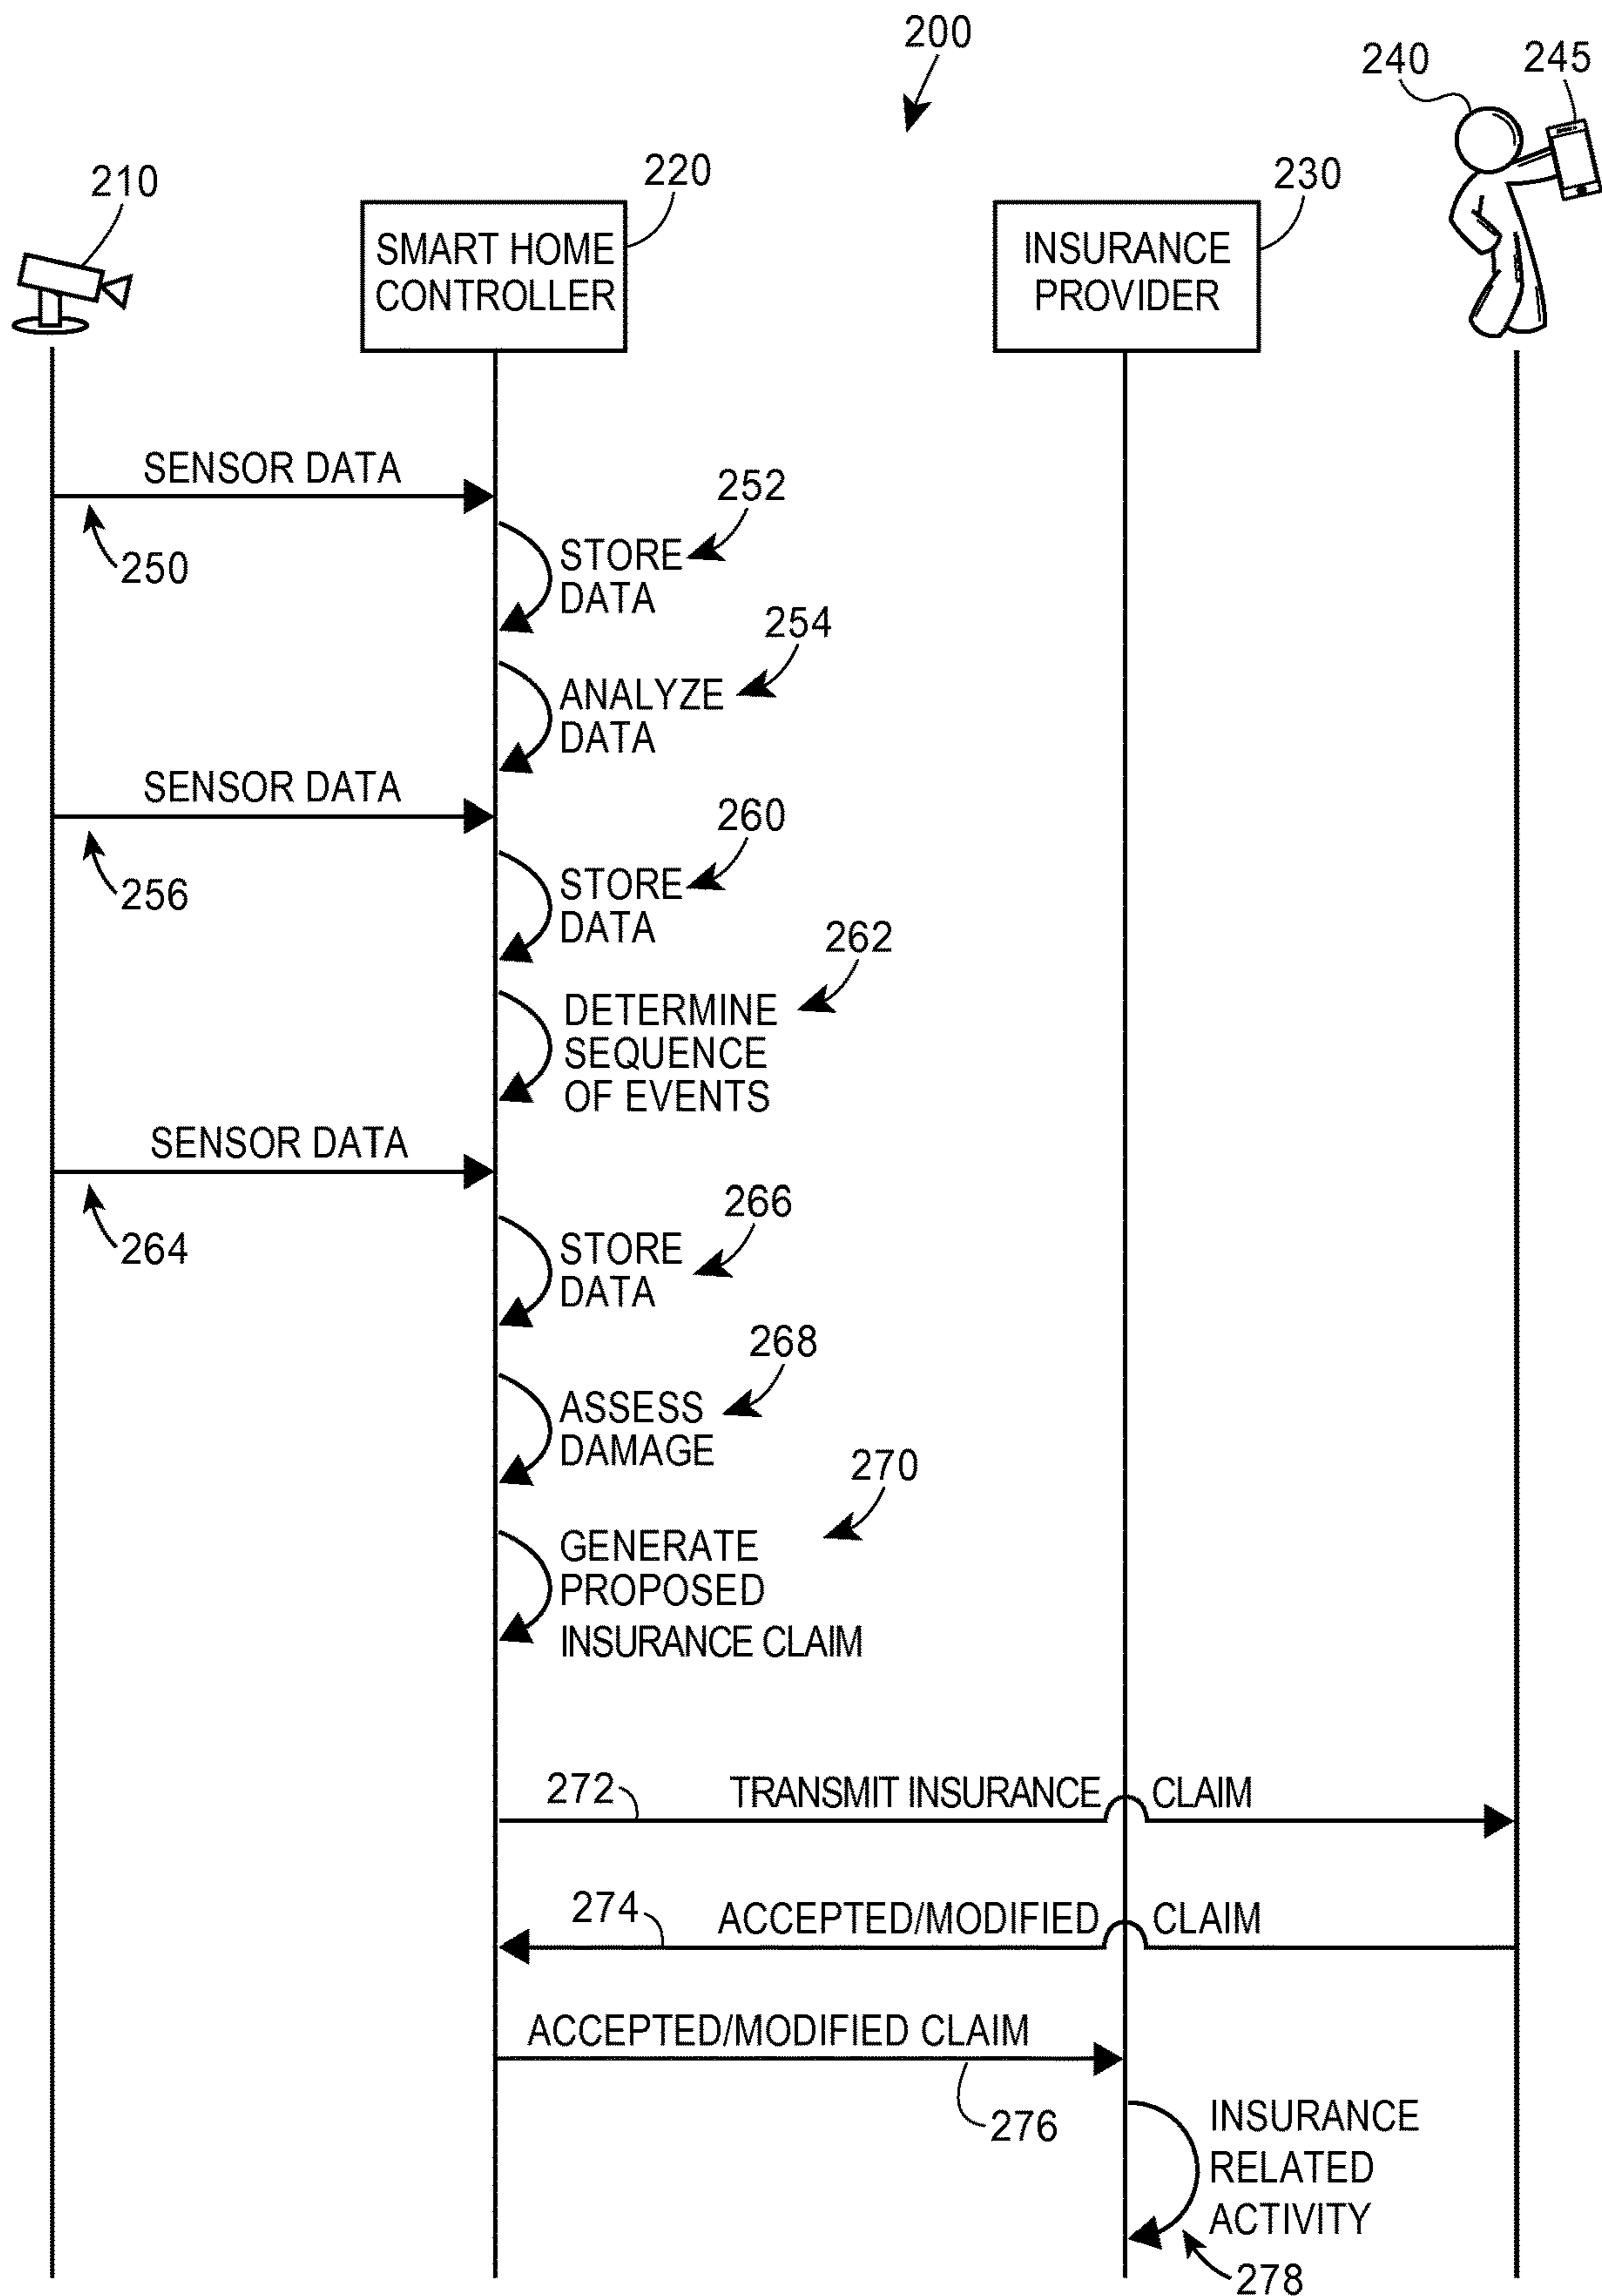 200
240
245
210
220
230
SMART HOME
CONTROLLER
INSURANCE
PROVIDER
SENSOR DATA
250
252
STORE
DATA
254
ANALYZE
DATA
SENSOR DATA
256
260
STORE
DATA
262
DETERMINE
SEQUENCE
OF EVENTS
SENSOR DATA
264
266
STORE
DATA
268
ASSESS
DAMAGE
270
GENERATE
PROPOSED
INSURANCE CLAIM
272
TRANSMIT INSURANCE CLAIM
274
ACCEPTED/MODIFIED CLAIM
ACCEPTED/MODIFIED CLAIM
276
INSURANCE
RELATED
ACTIVITY
278